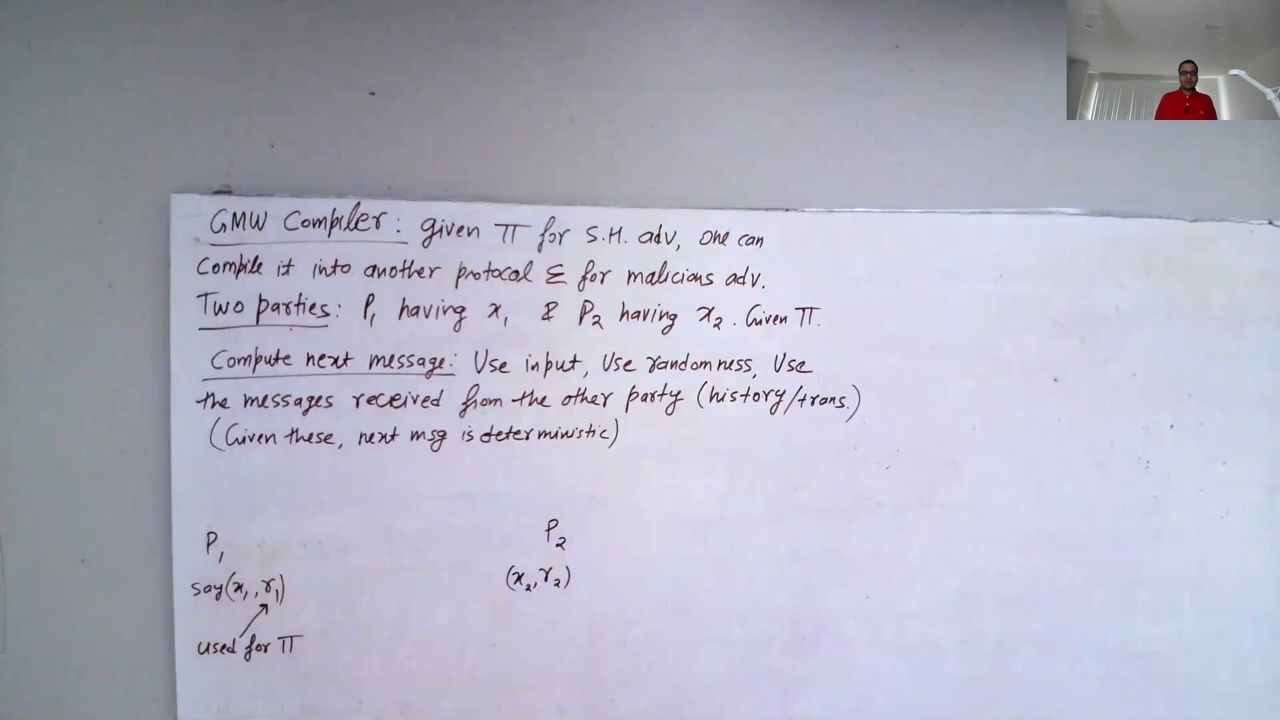 GMW Compiler: given Π for S.H. adv, one can
Compile it into another protocol Σ for malicious adv.
Two parties: P₁ having x₁ & P₂ having x₂. Given Π.
Compute next message: Use input, Use randomness, Use
the messages received from the other party (history/trans.)
(Given these, next msg is deterministic)
P₁ P₂
say(x₁, r₁) (x₂, r₂)
used for Π